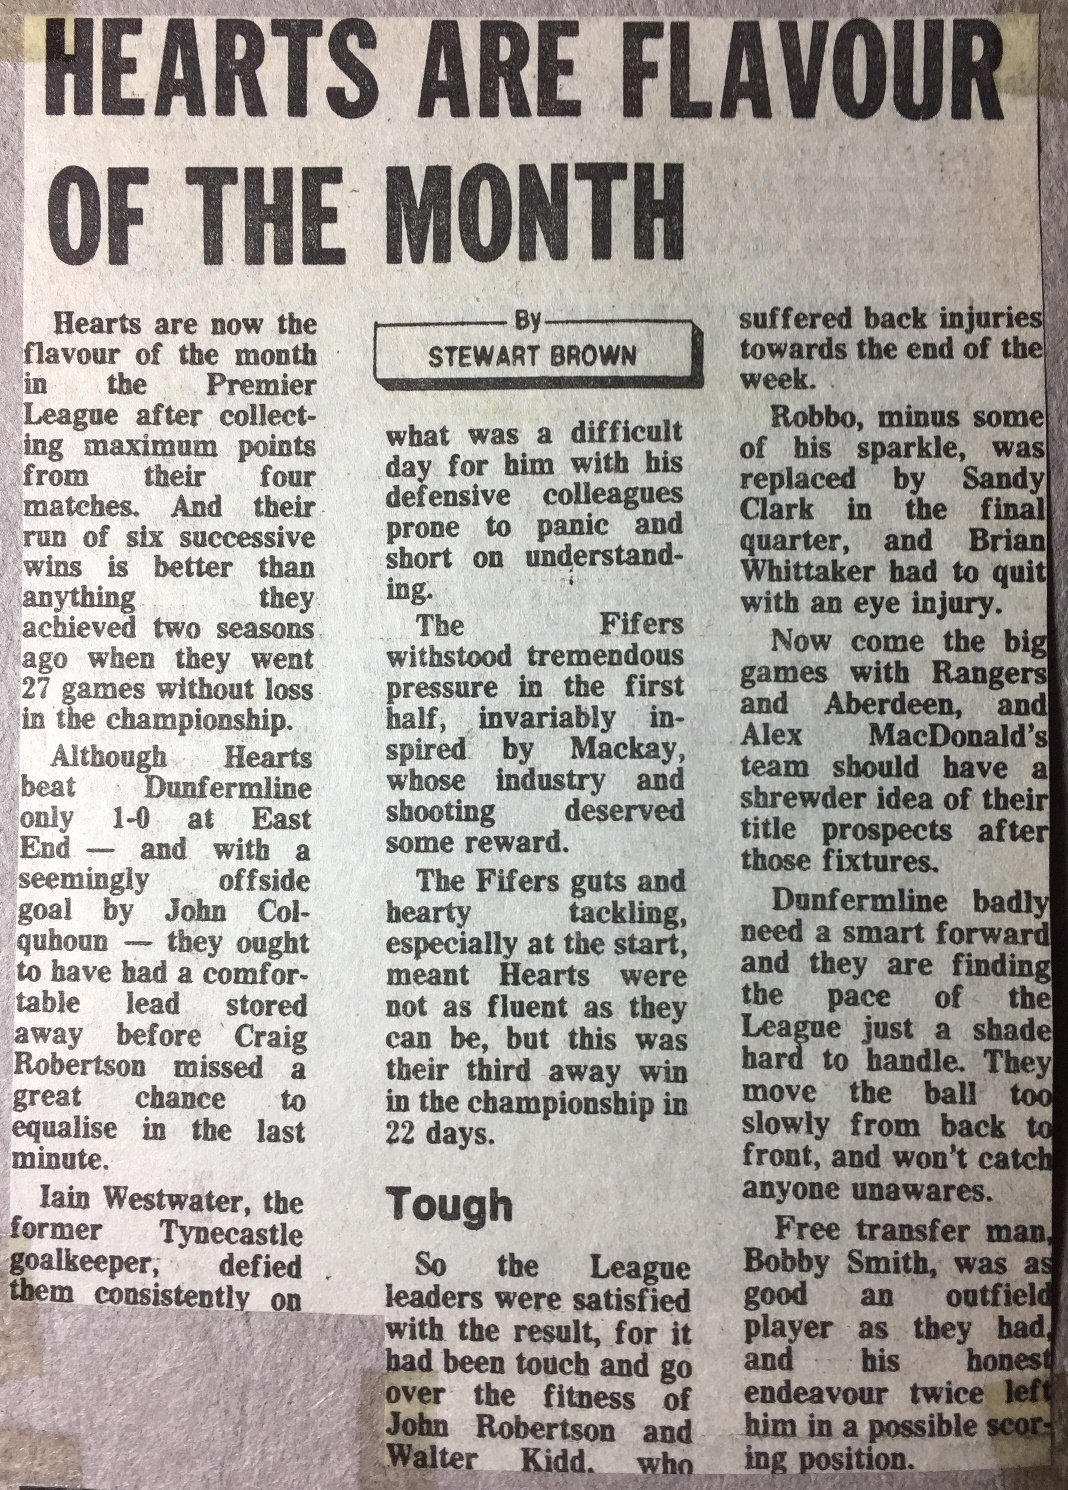 HEARTS ARE FLAVOUR
OF THE MONTH
Hearts are now the
flavour of the month
in the Premier
League after collect-
ing maximum points
from their four
matches. And their
run of six successive
wins is better than
anything they
achieved two seasons
ago when they went
27 games without loss
in the championship.
Although Hearts
beat Dunfermline
only 1-0 at East
End — and with a
seemingly offside
goal by John Col-
quhoun — they ought
to have had a comfor-
table lead stored
away before Craig
Robertson missed a
great chance to
equalise in the last
minute.
Iain Westwater, the
former Tynecastle
goalkeeper, defied
them consistently on
By
STEWART BROWN
what was a difficult
day for him with his
defensive colleagues
prone to panic and
short on understand-
ing.
The Fifers
withstood tremendous
pressure in the first
half, invariably in-
spired by Mackay,
whose industry and
shooting deserved
some reward.
The Fifers guts and
hearty tackling,
especially at the start,
meant Hearts were
not as fluent as they
can be, but this was
their third away win
in the championship in
22 days.
Tough
So the League
leaders were satisfied
with the result, for it
had been touch and go
over the fitness of
John Robertson and
Walter Kidd, who
suffered back injuries
towards the end of the
week.
Robbo, minus some
of his sparkle, was
replaced by Sandy
Clark in the final
quarter, and Brian
Whittaker had to quit
with an eye injury.
Now come the big
games with Rangers
and Aberdeen, and
Alex MacDonald's
team should have a
shrewder idea of their
title prospects after
those fixtures.
Dunfermline badly
need a smart forward
and they are finding
the pace of the
League just a shade
hard to handle. They
move the ball too
slowly from back to
front, and won't catch
anyone unawares.
Free transfer man,
Bobby Smith, was as
good an outfield
player as they had,
and his honest
endeavour twice left
him in a possible scor-
ing position.